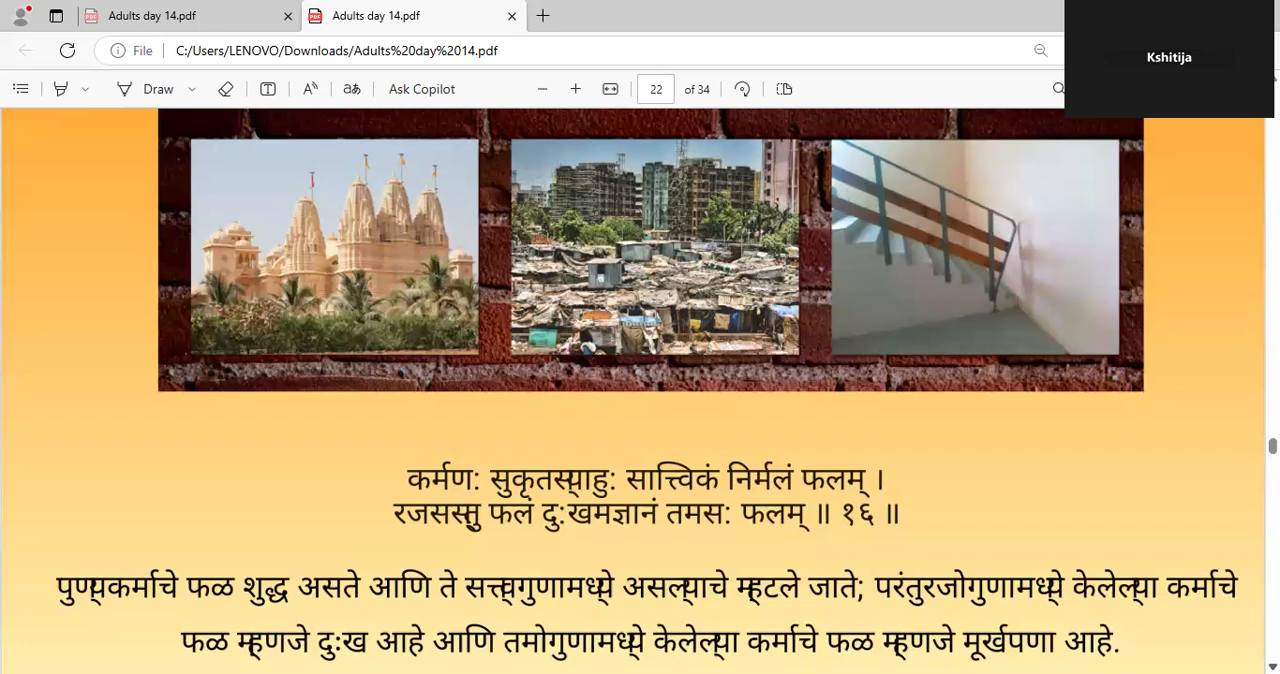 Adults day 14.pdf
Adults day 14.pdf
File C:/Users/LENOVO/Downloads/Adults%20day%2014.pdf
Kshitija
Draw Ask Copilot 22 of 34
कर्मण: सुकृतस्याहु: सात्त्विकं निर्मलं फलम् ।
रजसस्तु फलं दु:खमज्ञानं तमस: फलम् ॥ १६ ॥
पुण्यकर्माचे फळ शुद्ध असते आणि ते सत्त्वगुणामध्ये असल्याचे म्हटले जाते; परंतुरजोगुणामध्ये केलेल्या कर्माचे
फळ म्हणजे दुःख आहे आणि तमोगुणामध्ये केलेल्या कर्माचे फळ म्हणजे मूर्खपणा आहे.